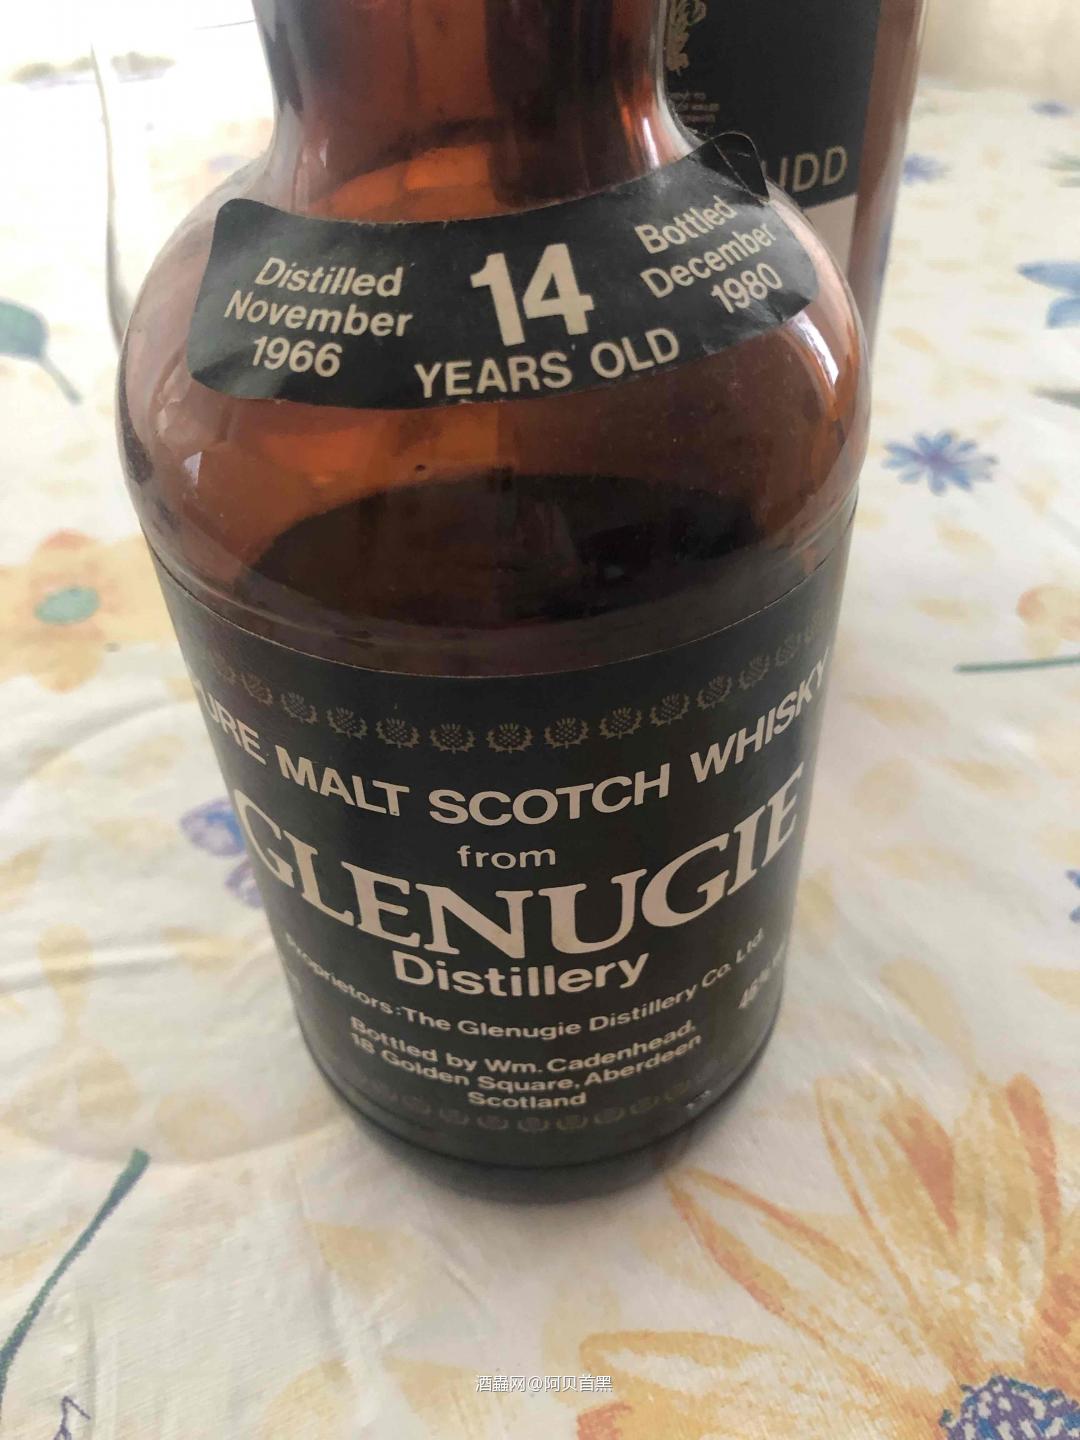 UDD
Distilled
November
1966
14
YEARS OLD
Bottled
December
1980
PURE MALT SCOTCH WHISKY
from
GLENUGIE
Distillery
Proprietors: The Glenugie Distillery Co. Ltd.
46%
Bottled by Wm. Cadenhead,
18 Golden Square, Aberdeen
Scotland
酒蟲网@阿贝首黑